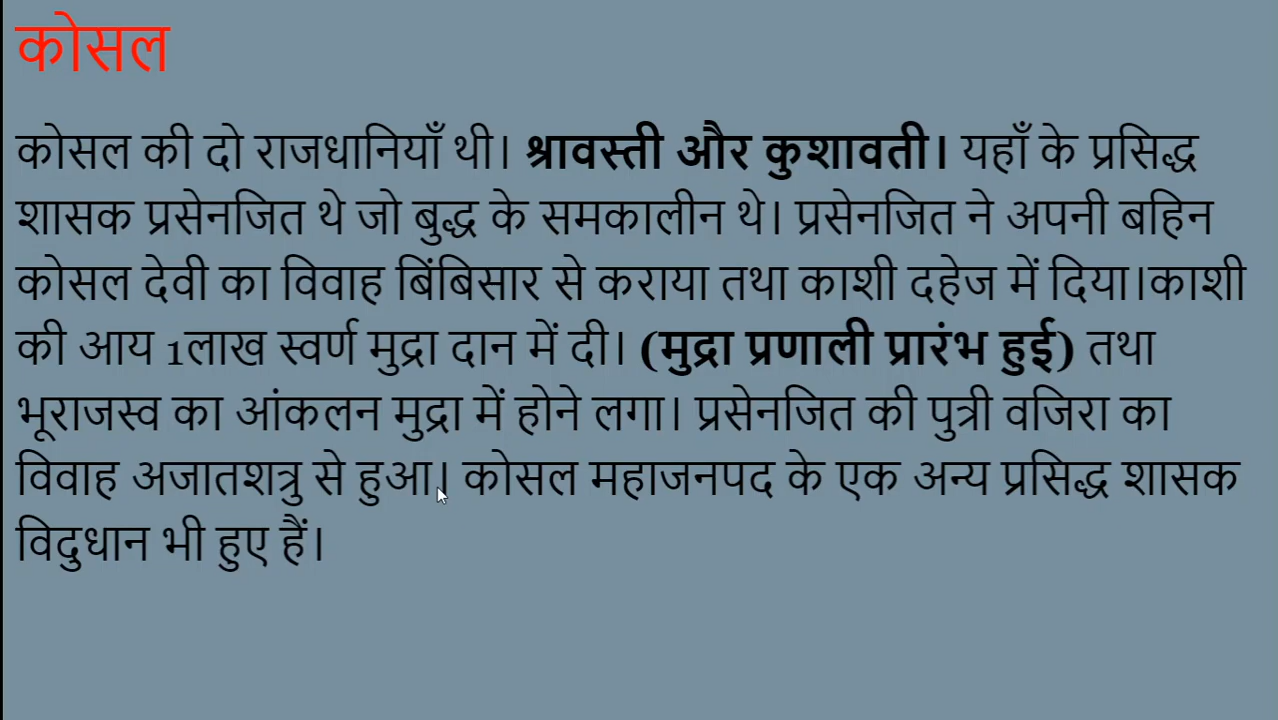 कोसल
कोसल की दो राजधानियाँ थी। श्रावस्ती और कुशावती। यहाँ के प्रसिद्ध
शासक प्रसेनजित थे जो बुद्ध के समकालीन थे। प्रसेनजित ने अपनी बहिन
कोसल देवी का विवाह बिंबिसार से कराया तथा काशी दहेज में दिया।काशी
की आय 1लाख स्वर्ण मुद्रा दान में दी। (मुद्रा प्रणाली प्रारंभ हुई) तथा
भूराजस्व का आंकलन मुद्रा में होने लगा। प्रसेनजित की पुत्री वजिरा का
विवाह अजातशत्रु से हुआ। कोसल महाजनपद के एक अन्य प्रसिद्ध शासक
विदुधान भी हुए हैं।